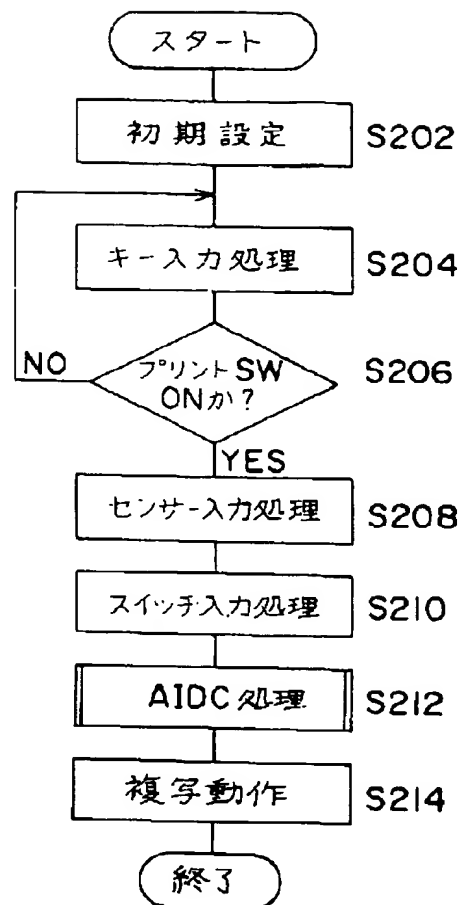 スタート
初期設定 S202
キー入力処理 S204
NO
プリントSW S206
ONか?
YES
センサー入力処理 S208
スイッチ入力処理 S210
AIDC処理 S212
複写動作 S214
終了